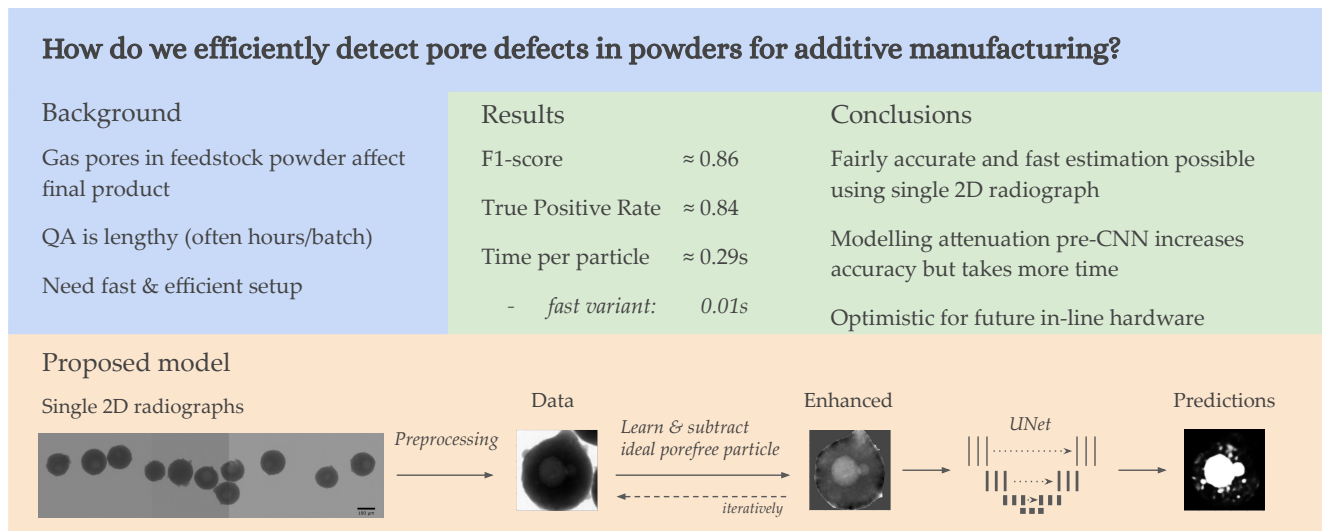 How do we efficiently detect pore defects in powders for additive manufacturing?
Background
Gas pores in feedstock powder affect
final product
QA is lengthy (often hours/batch)
Need fast & efficient setup
Results
F1-score ≈ 0.86
True Positive Rate ≈ 0.84
Time per particle ≈ 0.29s
- fast variant: 0.01s
Conclusions
Fairly accurate and fast estimation possible
using single 2D radiograph
Modelling attenuation pre-CNN increases
accuracy but takes more time
Optimistic for future in-line hardware
Proposed model
Single 2D radiographs
100 µm
Preprocessing
Data
Learn & subtract
ideal porefree particle
iteratively
Enhanced
UNet
Predictions